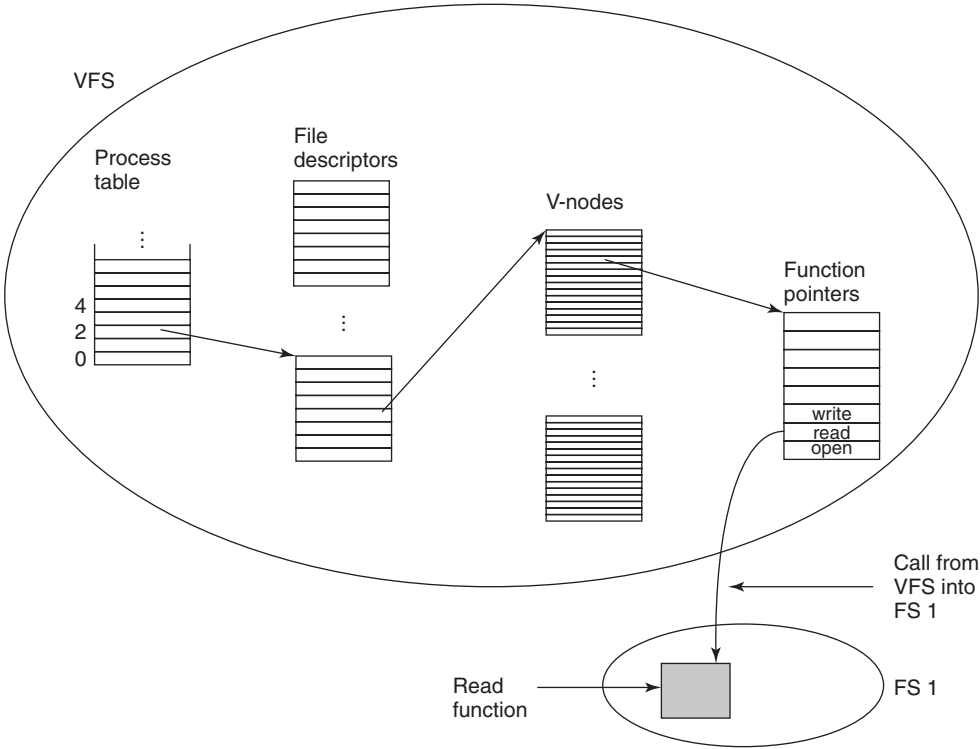 VFS
Process
table
⋮
4
2
0
File
descriptors
⋮
V-nodes
⋮
Function
pointers
write
read
open
Call from
VFS into
FS 1
Read
function
FS 1